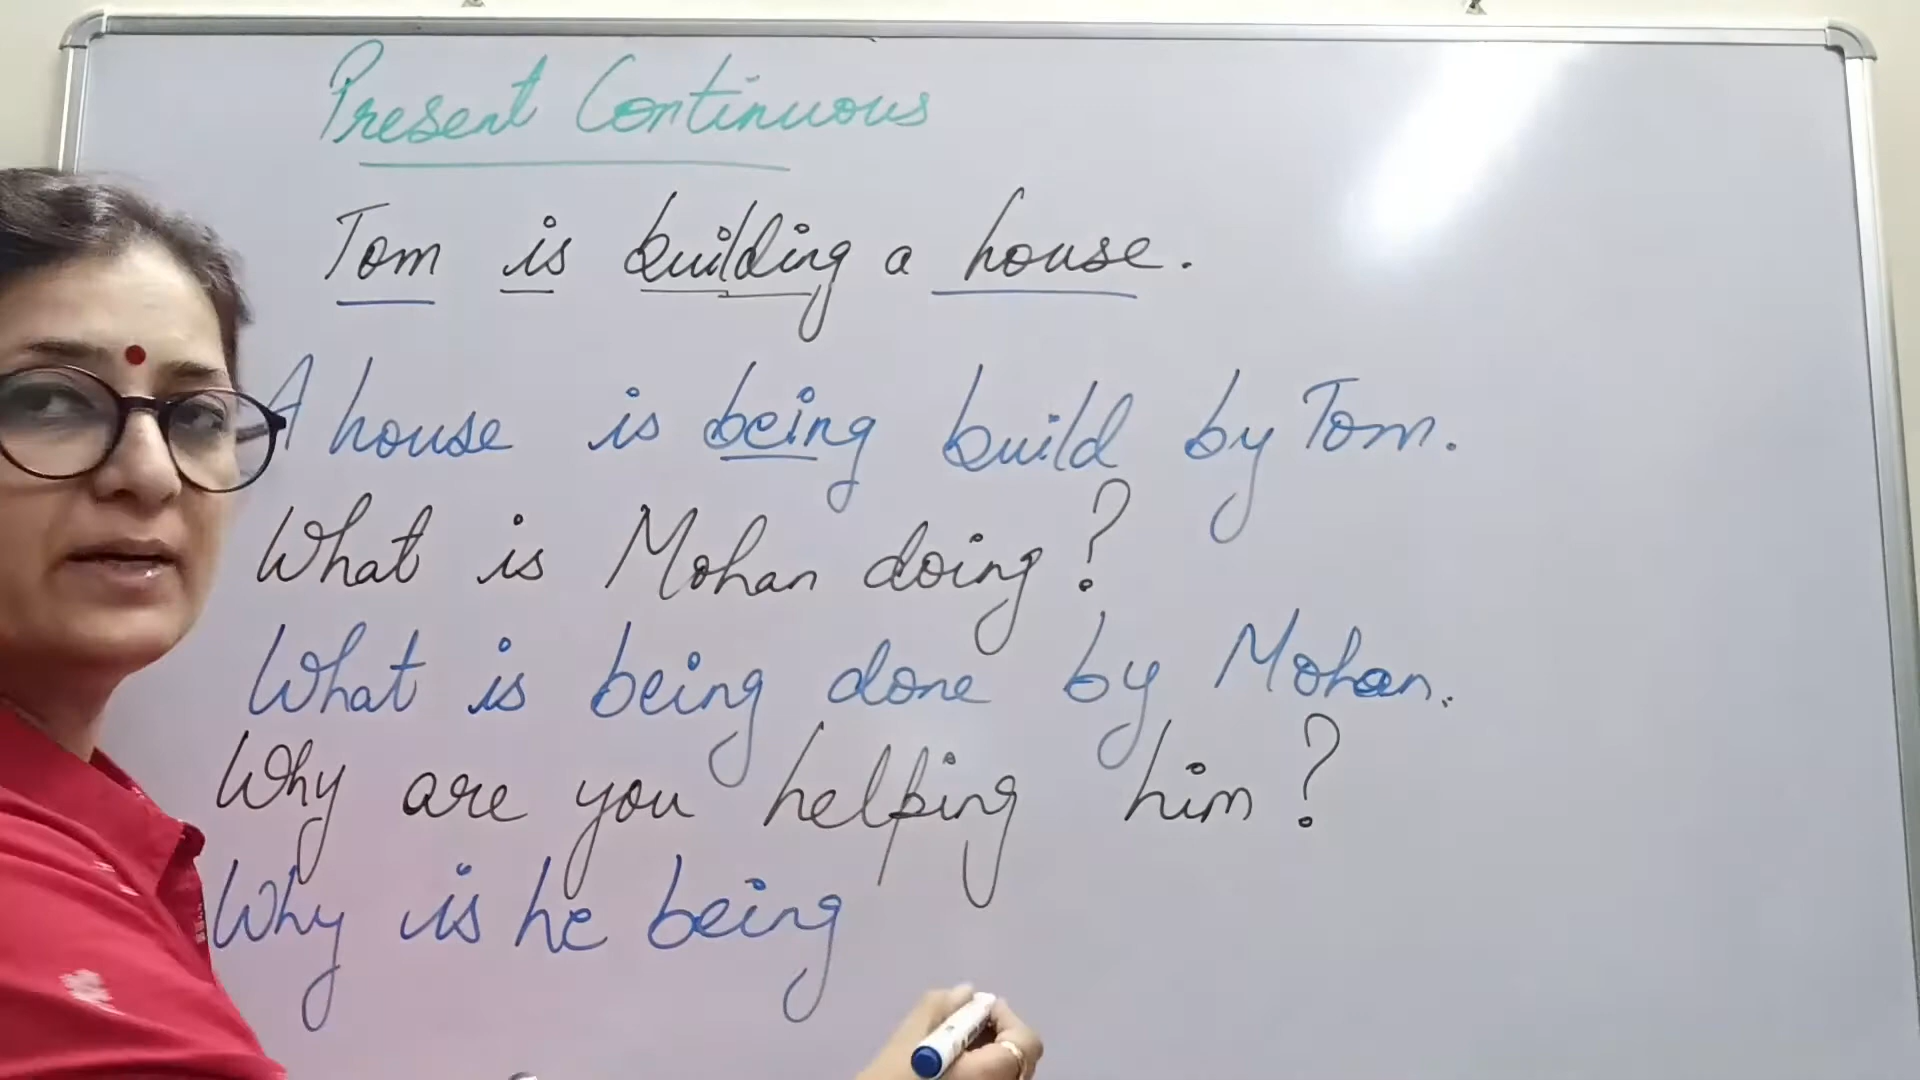 Present Continuous
Tom is building a house.
A house is being build by Tom.
What is Mohan doing?
What is being done by Mohan.
Why are you helping him?
Why is he being